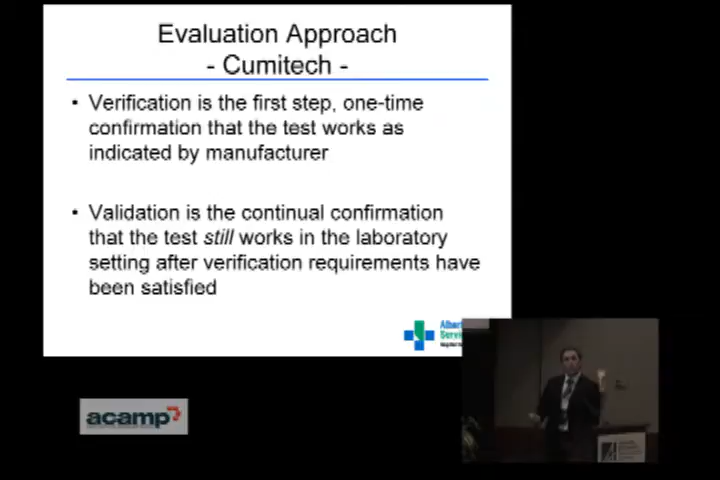 Evaluation Approach
- Cumitech -
• Verification is the first step, one-time
confirmation that the test works as
indicated by manufacturer
• Validation is the continual confirmation
that the test still works in the laboratory
setting after verification requirements have
been satisfied
acamp